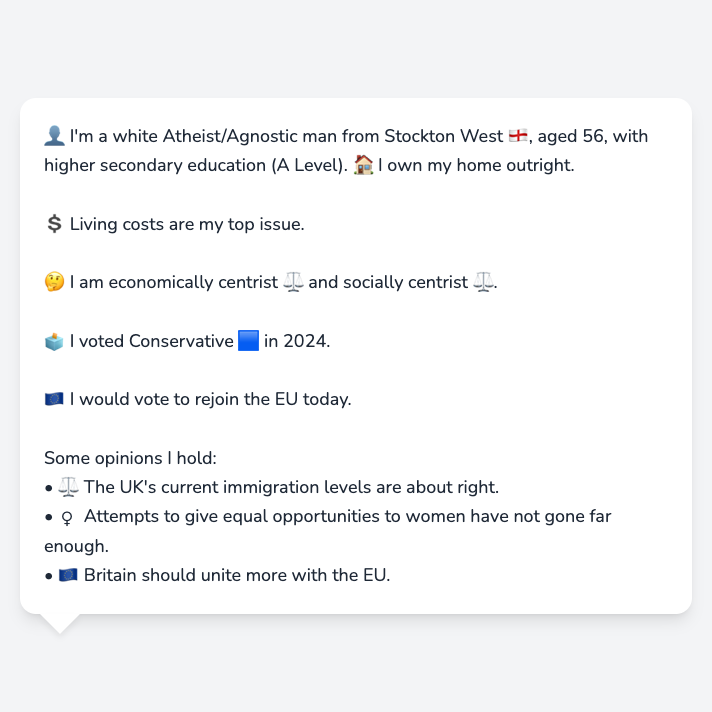 👤 I'm a white Atheist/Agnostic man from Stockton West 🏴󠁧󠁢󠁥󠁮󠁧󠁿, aged 56, with
higher secondary education (A Level). 🏠 I own my home outright.
💲 Living costs are my top issue.
🤔 I am economically centrist ⚖️ and socially centrist ⚖️.
🗳️ I voted Conservative 🟦 in 2024.
🇪🇺 I would vote to rejoin the EU today.
Some opinions I hold:
• ⚖️ The UK's current immigration levels are about right.
• ♀️ Attempts to give equal opportunities to women have not gone far
enough.
• 🇪🇺 Britain should unite more with the EU.